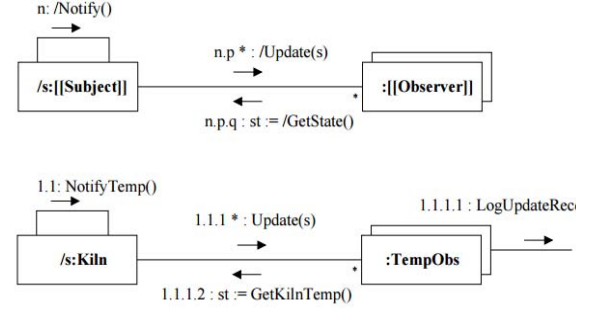 n: /Notify()
n.p * : /Update(s)
/s:[[Subject]]
:[[Observer]]
*
n.p.q : st := /GetState()
1.1: NotifyTemp()
1.1.1 * : Update(s)
1.1.1.1 : LogUpdateRec
/s:Kiln
:TempObs
*
1.1.1.2 : st := GetKilnTemp()